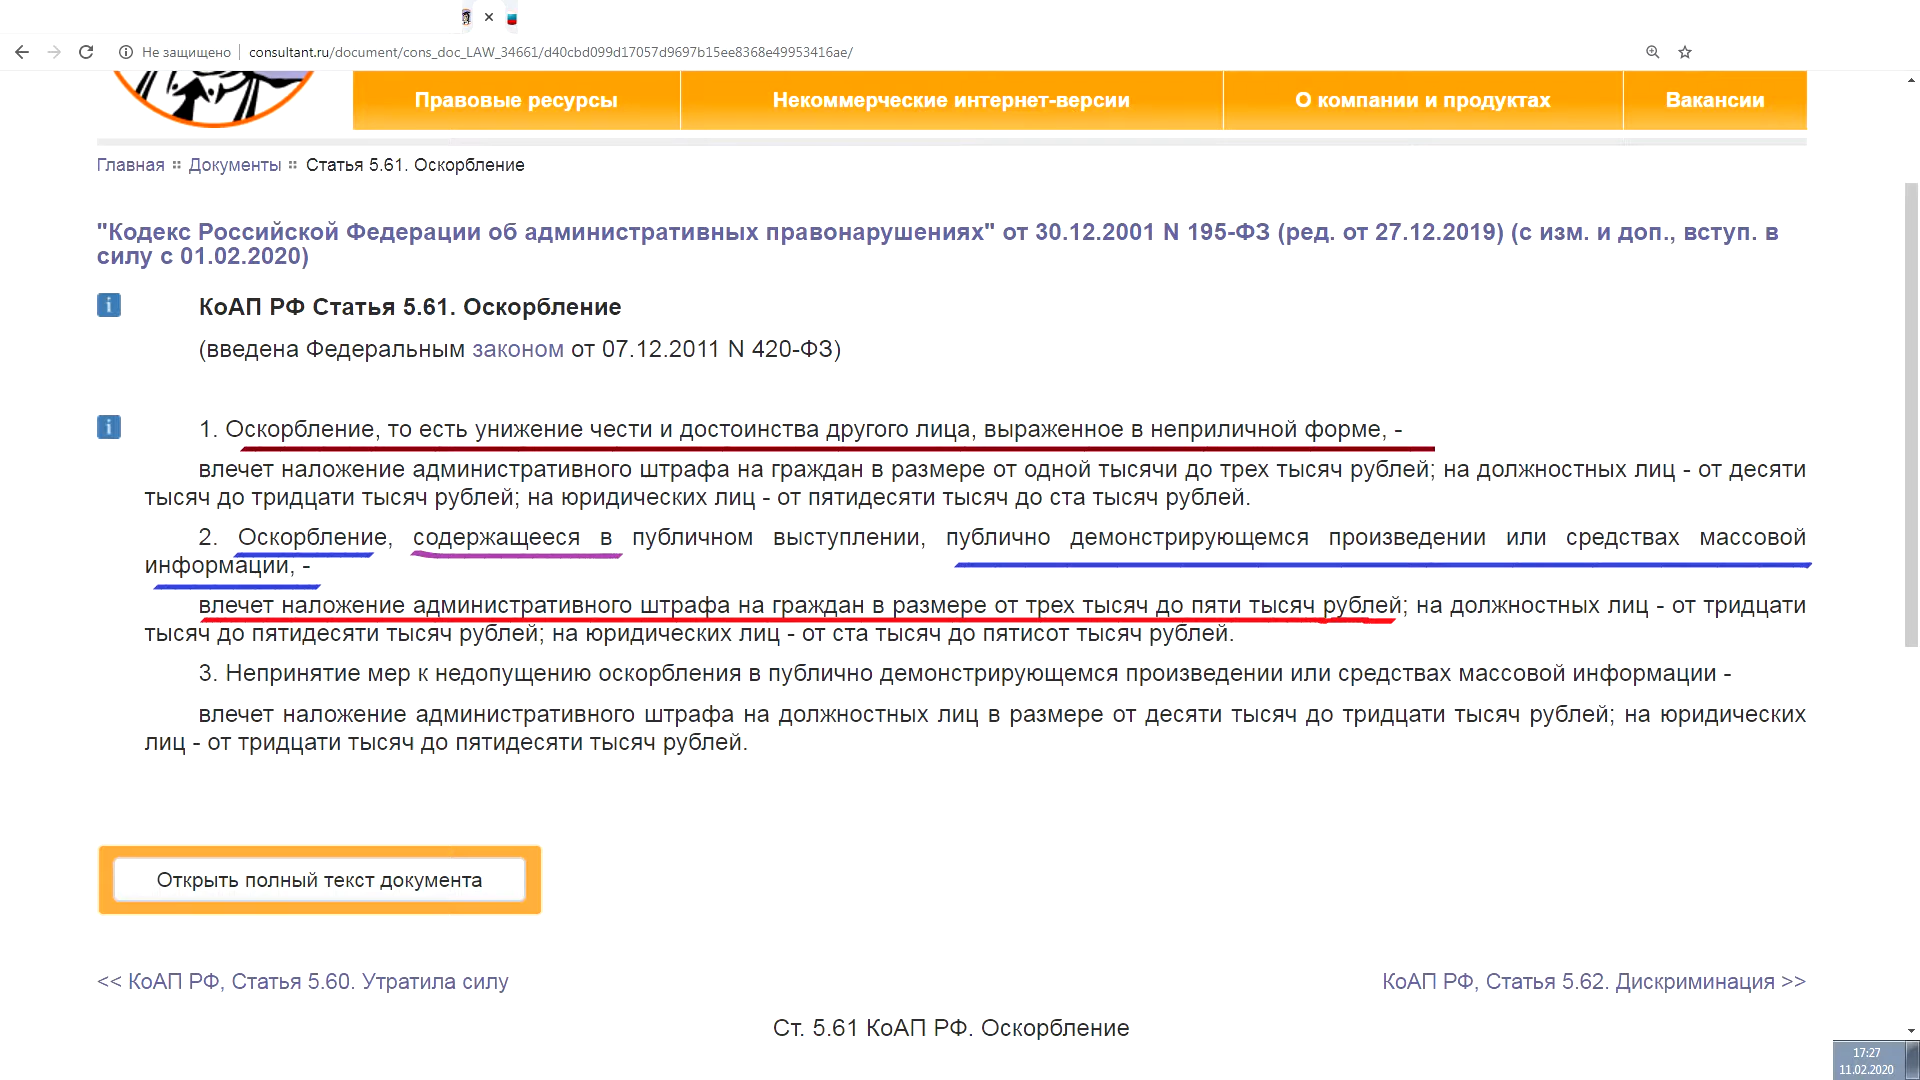 Не защищено consultant.ru/document/cons_doc_LAW_34661/d40cbd099d17057d9697b15ee8368e49953416ae/
Правовые ресурсы Некоммерческие интернет-версии О компании и продуктах Вакансии
Главная Документы Статья 5.61. Оскорбление
"Кодекс Российской Федерации об административных правонарушениях" от 30.12.2001 N 195-ФЗ (ред. от 27.12.2019) (с изм. и доп., вступ. в
силу с 01.02.2020)
i КоАП РФ Статья 5.61. Оскорбление
(введена Федеральным законом от 07.12.2011 N 420-ФЗ)
i 1. Оскорбление, то есть унижение чести и достоинства другого лица, выраженное в неприличной форме, -
влечет наложение административного штрафа на граждан в размере от одной тысячи до трех тысяч рублей; на должностных лиц - от десяти
тысяч до тридцати тысяч рублей; на юридических лиц - от пятидесяти тысяч до ста тысяч рублей.
2. Оскорбление, содержащееся в публичном выступлении, публично демонстрирующемся произведении или средствах массовой
информации, -
влечет наложение административного штрафа на граждан в размере от трех тысяч до пяти тысяч рублей; на должностных лиц - от тридцати
тысяч до пятидесяти тысяч рублей; на юридических лиц - от ста тысяч до пятисот тысяч рублей.
3. Непринятие мер к недопущению оскорбления в публично демонстрирующемся произведении или средствах массовой информации -
влечет наложение административного штрафа на должностных лиц в размере от десяти тысяч до тридцати тысяч рублей; на юридических
лиц - от тридцати тысяч до пятидесяти тысяч рублей.
Открыть полный текст документа
<< КоАП РФ, Статья 5.60. Утратила силу КоАП РФ, Статья 5.62. Дискриминация >>
Ст. 5.61 КоАП РФ. Оскорбление
17:27
11.02.2020